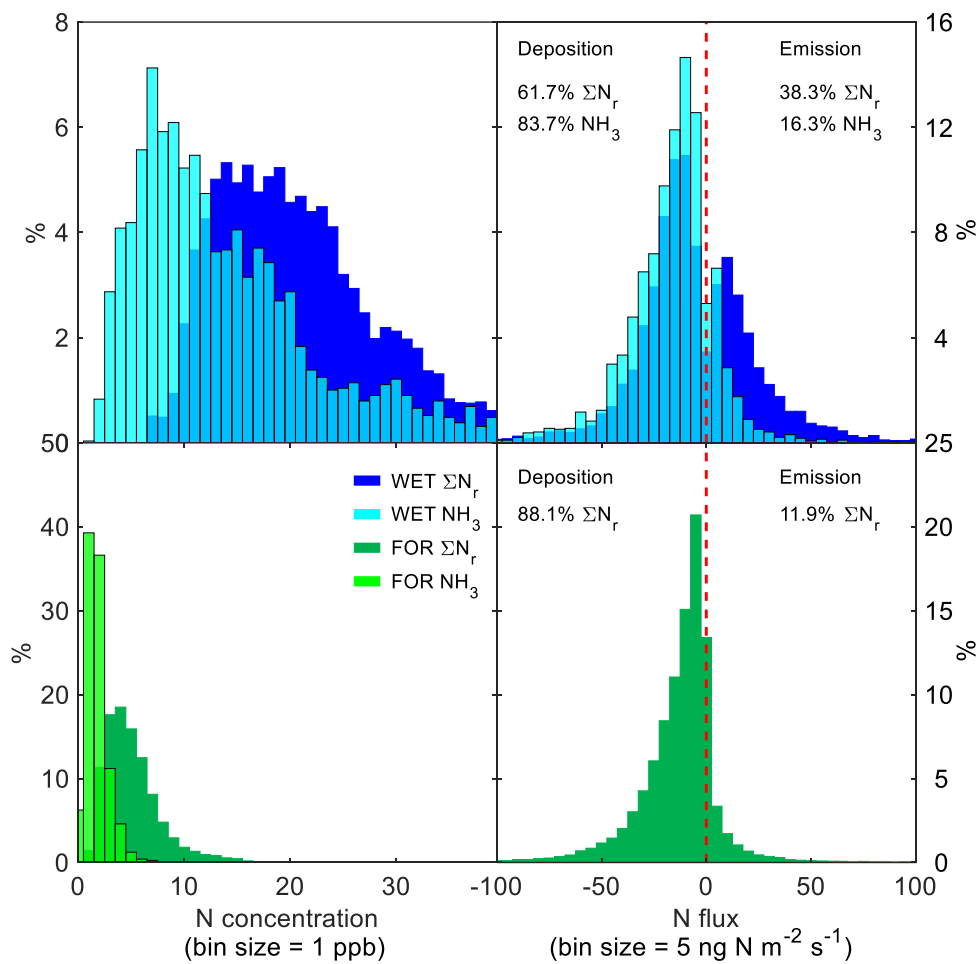 8
6
4
2
%
Deposition
61.7% ΣNr
83.7% NH3
Emission
38.3% ΣNr
16.3% NH3
16
12
8
4
%
50
40
30
20
10
0
%
WET ΣNr
WET NH3
FOR ΣNr
FOR NH3
Deposition
88.1% ΣNr
Emission
11.9% ΣNr
25
20
15
10
5
0
%
0 10 20 30
N concentration
(bin size = 1 ppb)
-100 -50 0 50 100
N flux
(bin size = 5 ng N m-2 s-1)